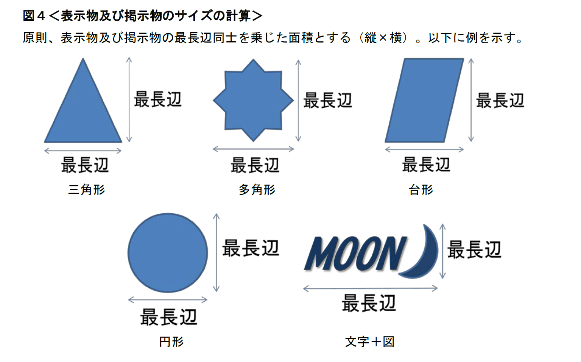 図４＜表示物及び掲示物のサイズの計算＞
原則、表示物及び掲示物の最長辺同士を乗じた面積とする（縦×横）。以下に例を示す。
最長辺
最長辺
最長辺
最長辺
最長辺
最長辺
三角形
多角形
台形
最長辺
MOON
最長辺
最長辺
最長辺
円形
文字＋図